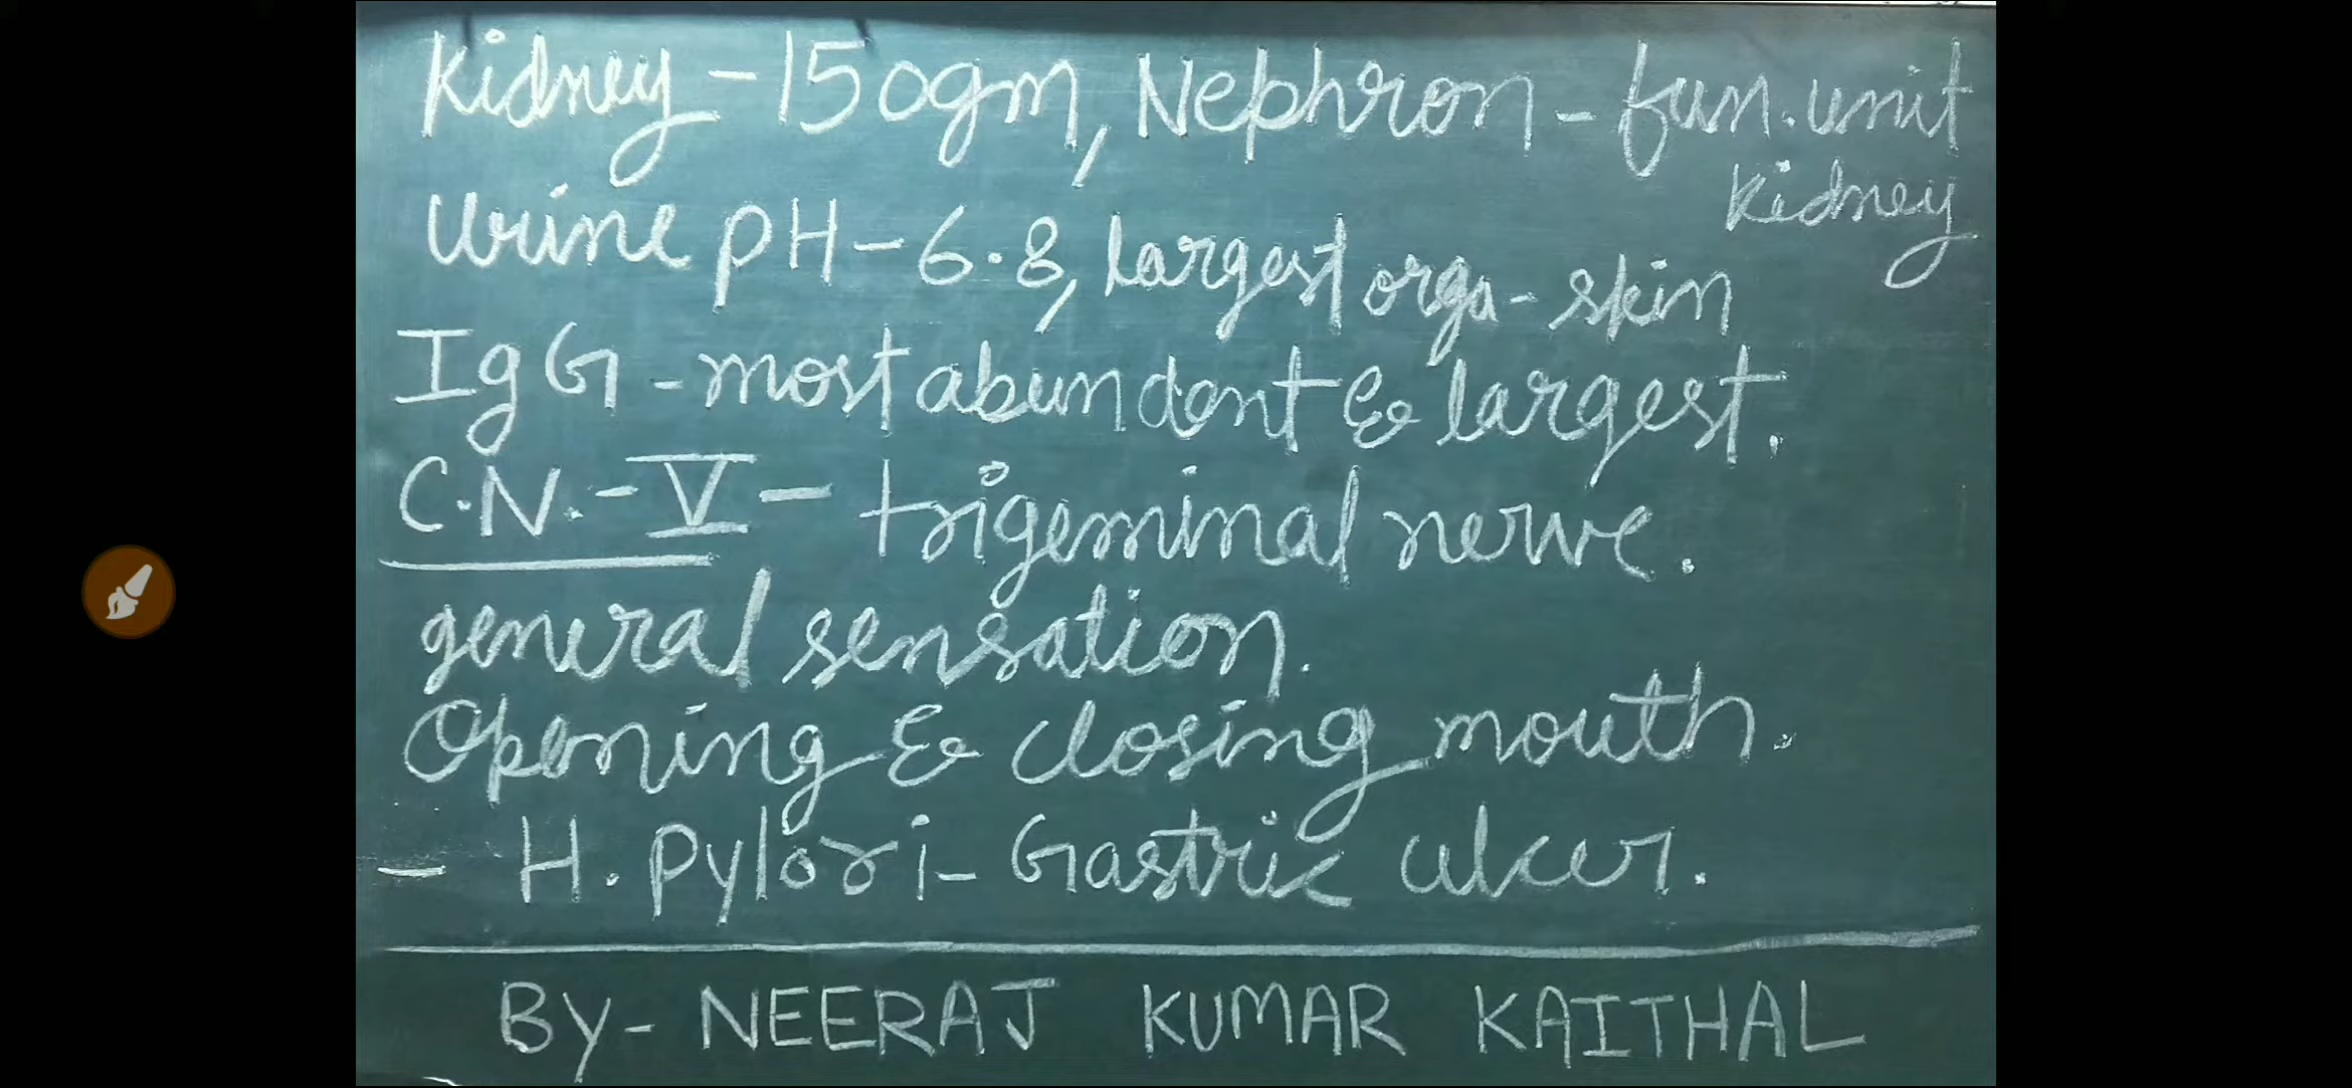 Kidney - 150gm, Nephron - fun. unit
Kidney
Urine pH - 6.8, largest orga - skin
IgG - most abundent & largest.
C.N. - V - trigeminal nerve.
general sensation.
Opening & closing mouth.
- H. Pylori - Gastric ulcer.
BY - NEERAJ KUMAR KAITHAL